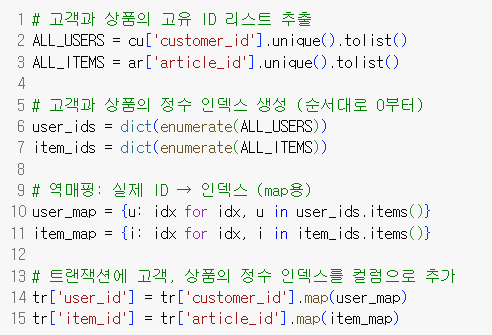 1 # 고객과 상품의 고유 ID 리스트 추출
2 ALL_USERS = cu['customer_id'].unique().tolist()
3 ALL_ITEMS = ar['article_id'].unique().tolist()
4
5 # 고객과 상품의 정수 인덱스 생성 (순서대로 0부터)
6 user_ids = dict(enumerate(ALL_USERS))
7 item_ids = dict(enumerate(ALL_ITEMS))
8
9 # 역매핑: 실제 ID → 인덱스 (map용)
10 user_map = {u: idx for idx, u in user_ids.items()}
11 item_map = {i: idx for idx, i in item_ids.items()}
12
13 # 트랜잭션에 고객, 상품의 정수 인덱스를 컬럼으로 추가
14 tr['user_id'] = tr['customer_id'].map(user_map)
15 tr['item_id'] = tr['article_id'].map(item_map)